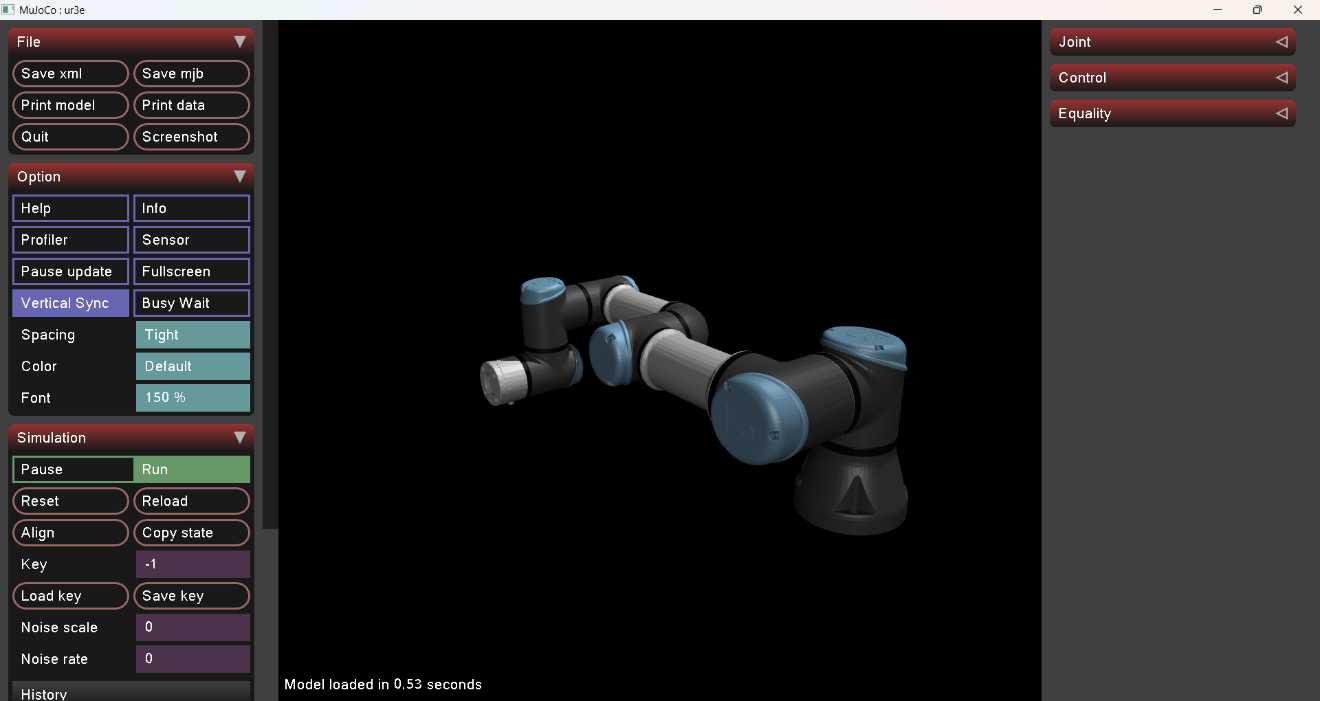 MuJoCo : ur3e
File
Save xml Save mjb
Print model Print data
Quit Screenshot
Option
Help Info
Profiler Sensor
Pause update Fullscreen
Vertical Sync Busy Wait
Spacing Tight
Color Default
Font 150 %
Simulation
Pause Run
Reset Reload
Align Copy state
Key -1
Load key Save key
Noise scale 0
Noise rate 0
History
Model loaded in 0.53 seconds
Joint
Control
Equality